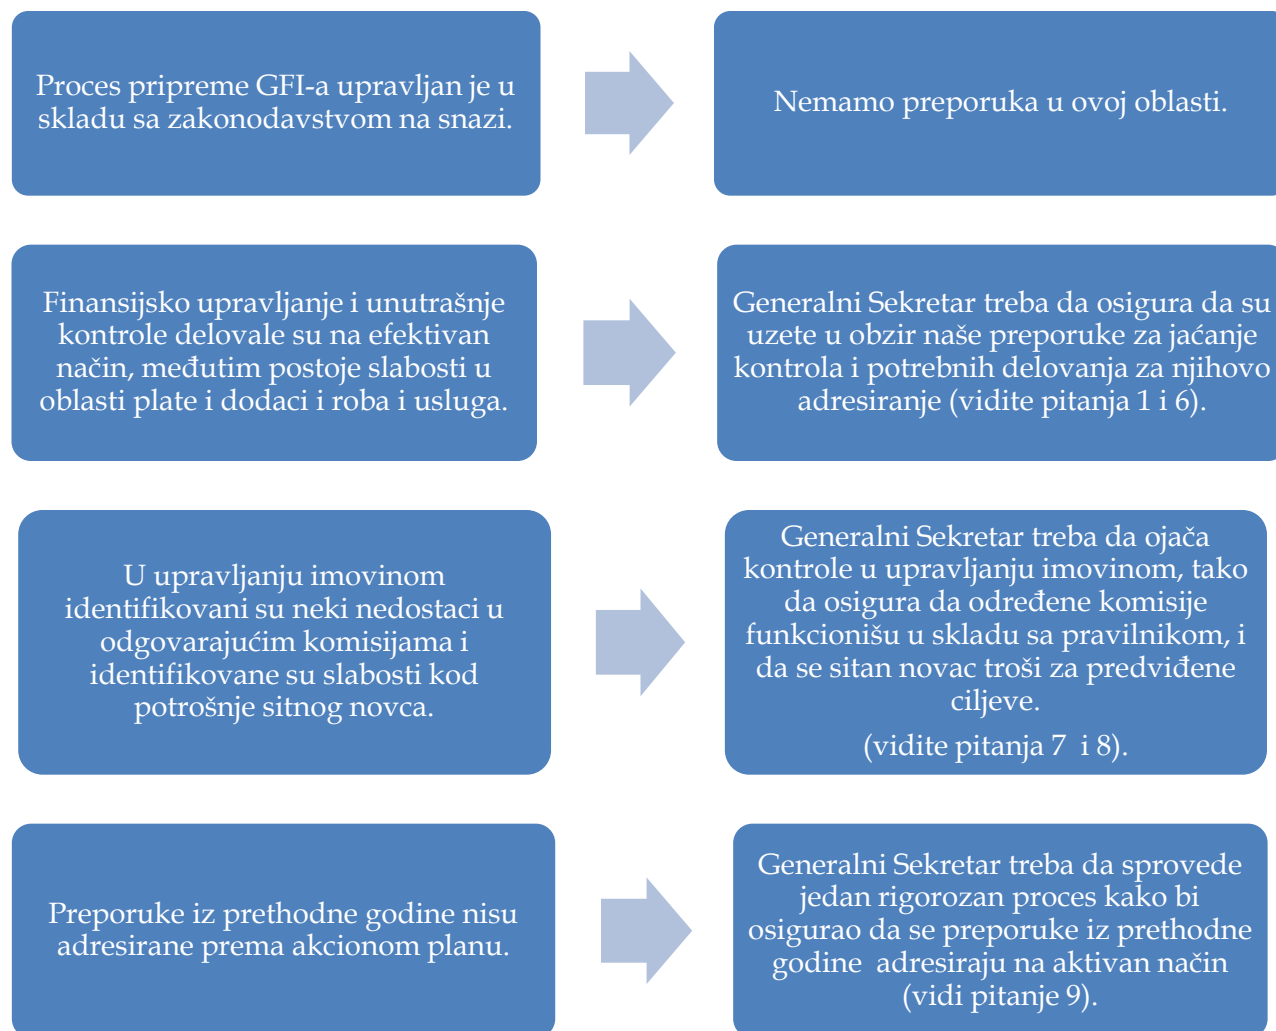 Proces pripreme GFI-a upravljan je u
skladu sa zakonodavstvom na snazi.
Nemamo preporuka u ovoj oblasti.
Finansijsko upravljanje i unutrašnje
kontrole delovale su na efektivan
način, međutim postoje slabosti u
oblasti plate i dodaci i roba i usluga.
Generalni Sekretar treba da osigura da su
uzete u obzir naše preporuke za jaćanje
kontrola i potrebnih delovanja za njihovo
adresiranje (vidite pitanja 1 i 6).
U upravljanju imovinom
identifikovani su neki nedostaci u
odgovarajućim komisijama i
identifikovane su slabosti kod
potrošnje sitnog novca.
Generalni Sekretar treba da ojača
kontrole u upravljanju imovinom, tako
da osigura da određene komisije
funkcionišu u skladu sa pravilnikom, i
da se sitan novac troši za predviđene
ciljeve.
(vidite pitanja 7 i 8).
Preporuke iz prethodne godine nisu
adresirane prema akcionom planu.
Generalni Sekretar treba da sprovede
jedan rigorozan proces kako bi
osigurao da se preporuke iz prethodne
godine adresiraju na aktivan način
(vidi pitanje 9).